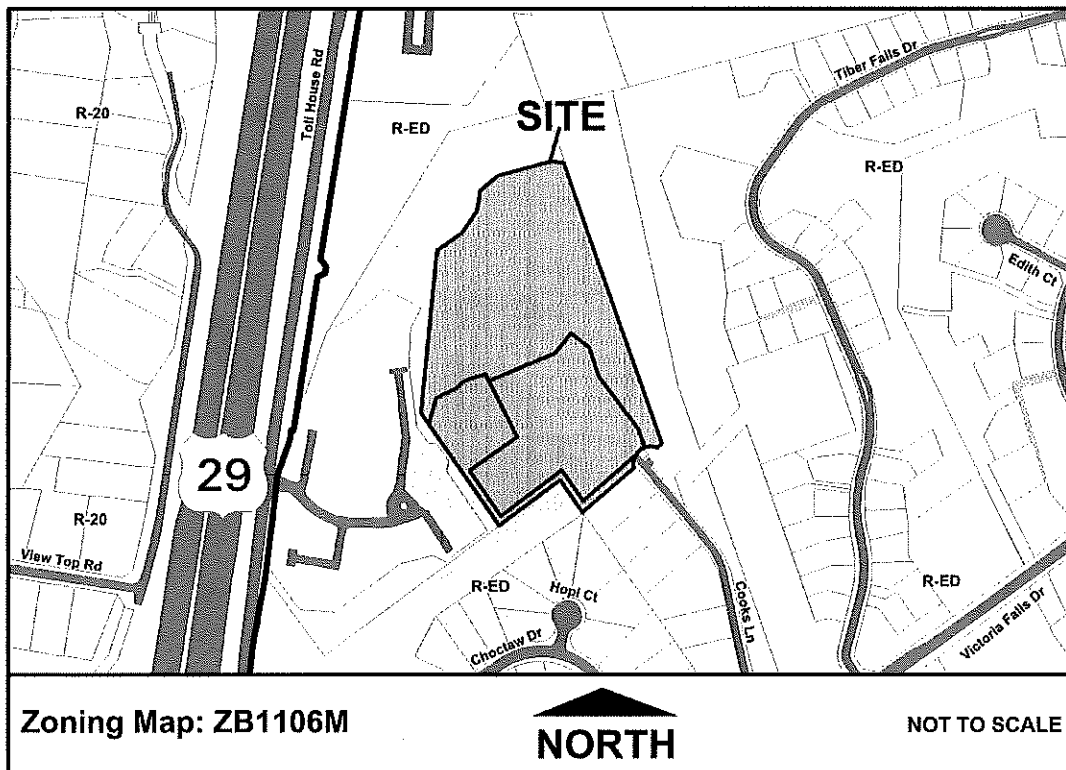 Tiber Falls Dr
R-20
Toll House Rd
R-ED
SITE
R-ED
Edith Ct
29
R-20
View Top Rd
R-ED
Hopi Ct
Choctaw Dr
Cooks Ln
R-ED
Victoria Falls Dr
Zoning Map: ZB1106M
NORTH
NOT TO SCALE